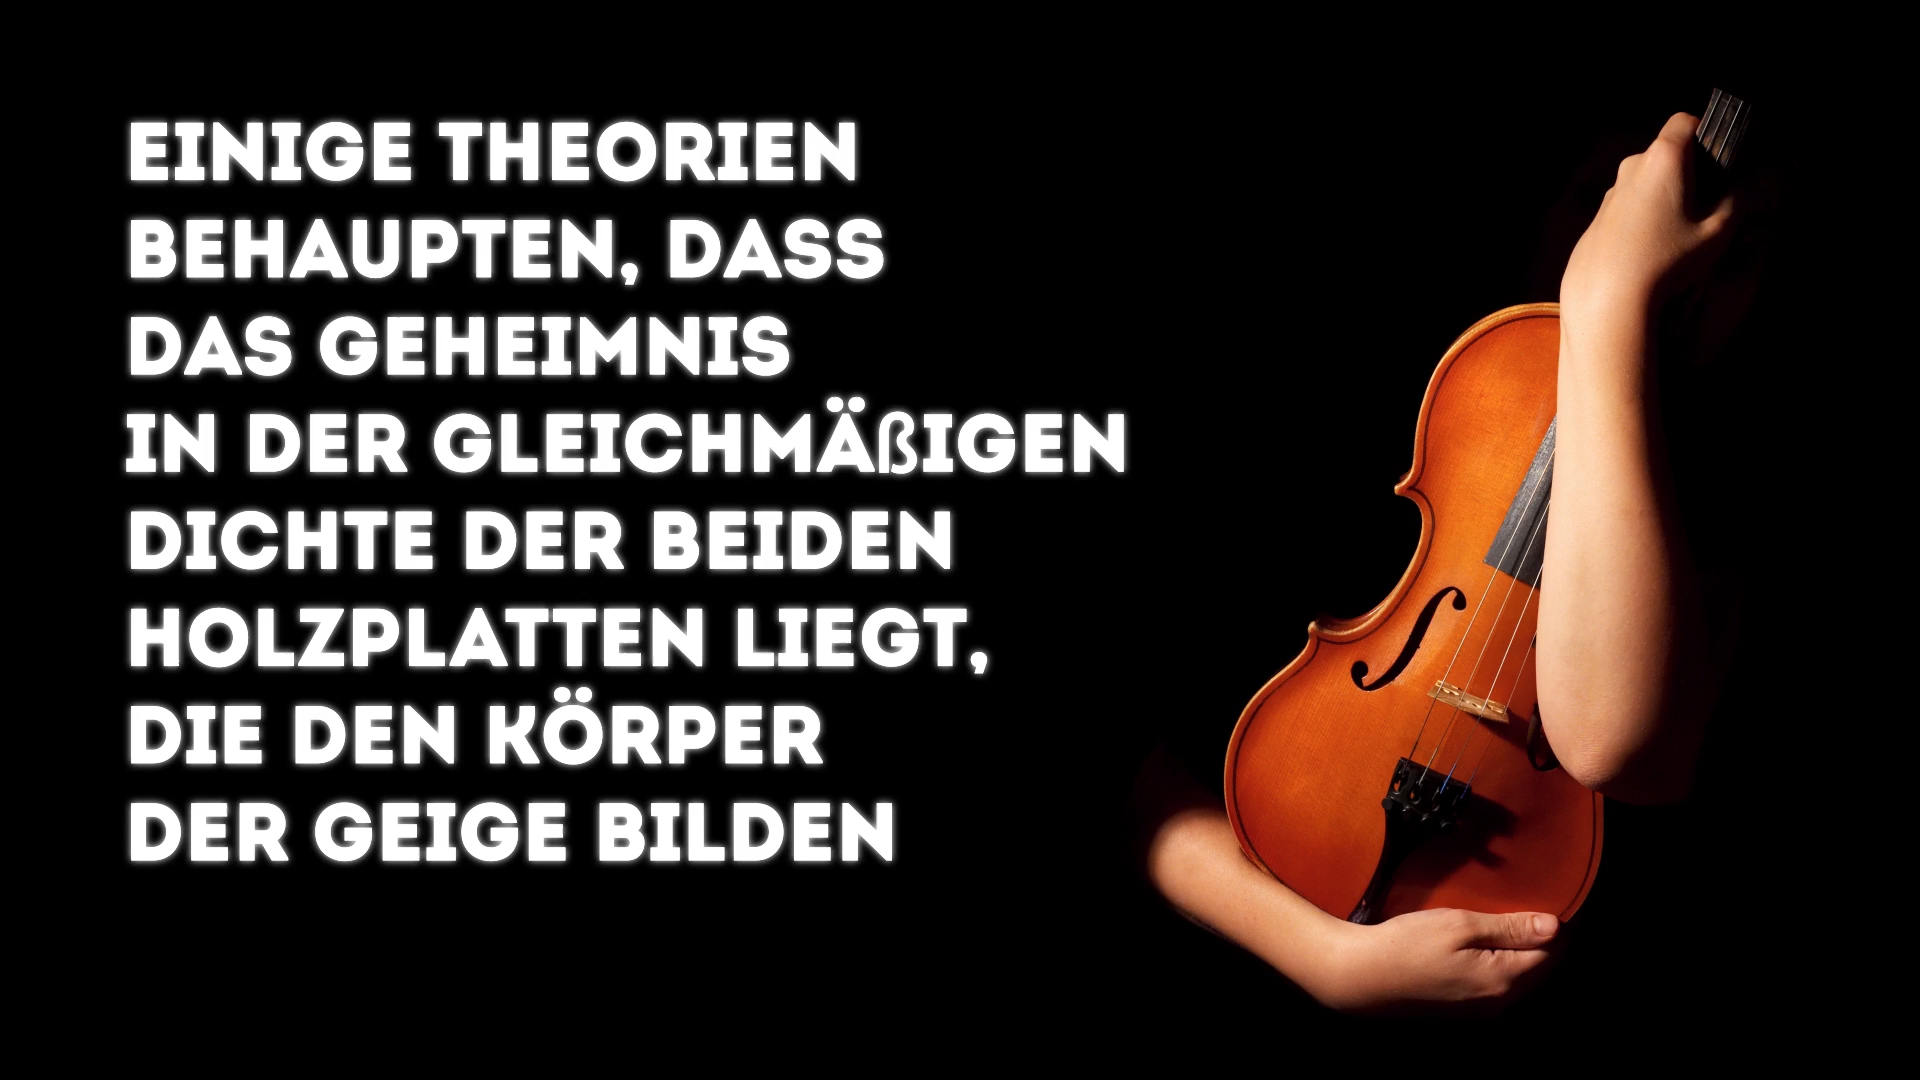 EINIGE THEORIEN
BEHAUPTEN, DASS
DAS GEHEIMNIS
IN DER GLEICHMÄßIGEN
DICHTE DER BEIDEN
HOLZPLATTEN LIEGT,
DIE DEN KÖRPER
DER GEIGE BILDEN